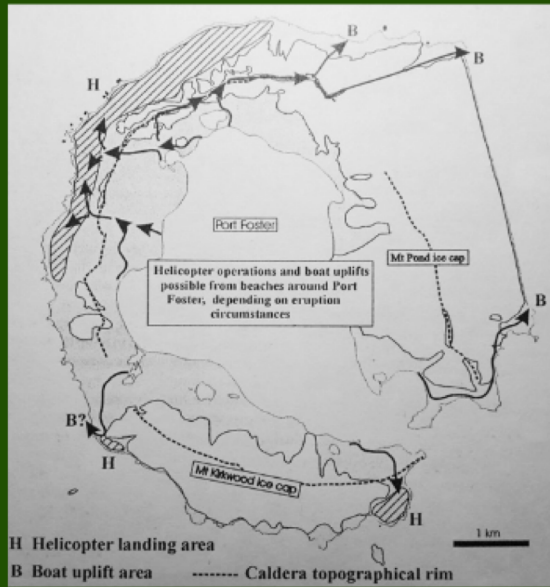 B
B
H
Port Foster
Mt Pond ice cap
Helicopter operations and boat uplifts
possible from beaches around Port
Foster, depending on eruption
circumstances
B
B?
H
Mt Kirkwood ice cap
H
1 km
H Helicopter landing area
B Boat uplift area
Caldera topographical rim